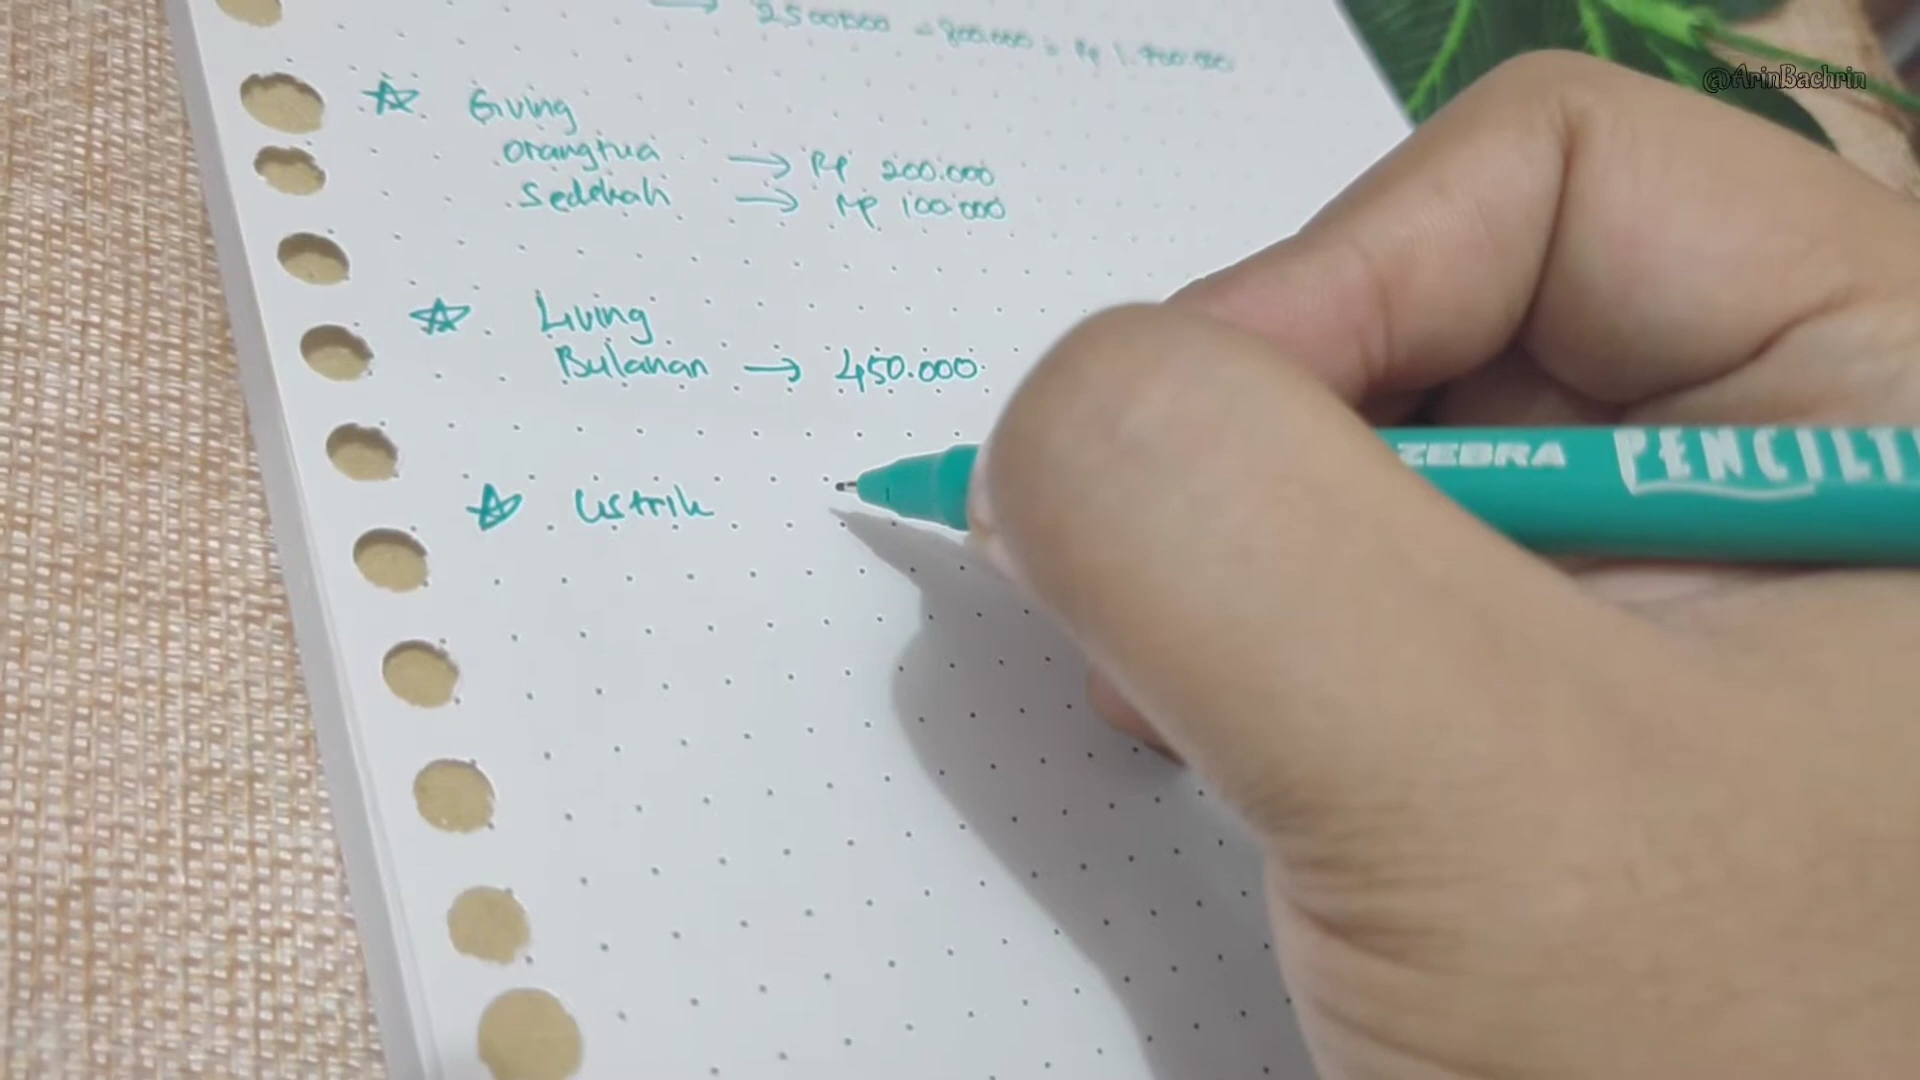 → 2500.000 - 800.000 = Rp 1.700.000
☆ Giving
Orangtua → Rp 200.000
Sedekah → Rp 100.000
☆ Living
Bulanan → 450.000
☆ Listrik
ZEBRA PENCILTI
@ArinBachrin